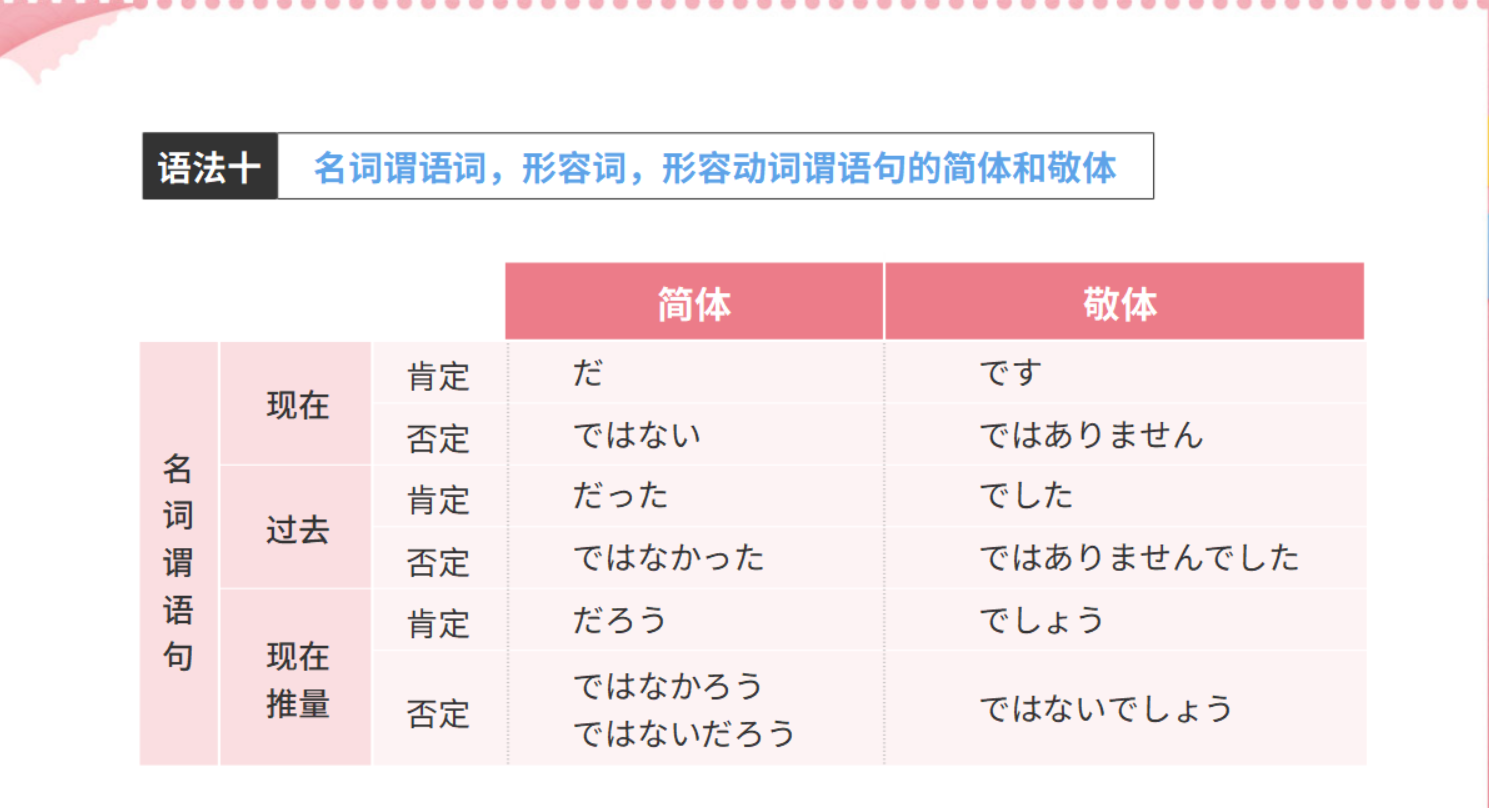 语法十 名词谓语词，形容词，形容动词谓语句的简体和敬体
简体 敬体
名词谓语句
现在
肯定 だ です
否定 ではない ではありません
过去
肯定 だった でした
否定 ではなかった ではありませんでした
现在
推量
肯定 だろう でしょう
否定 ではなかろう
ではないだろう
ではないでしょう